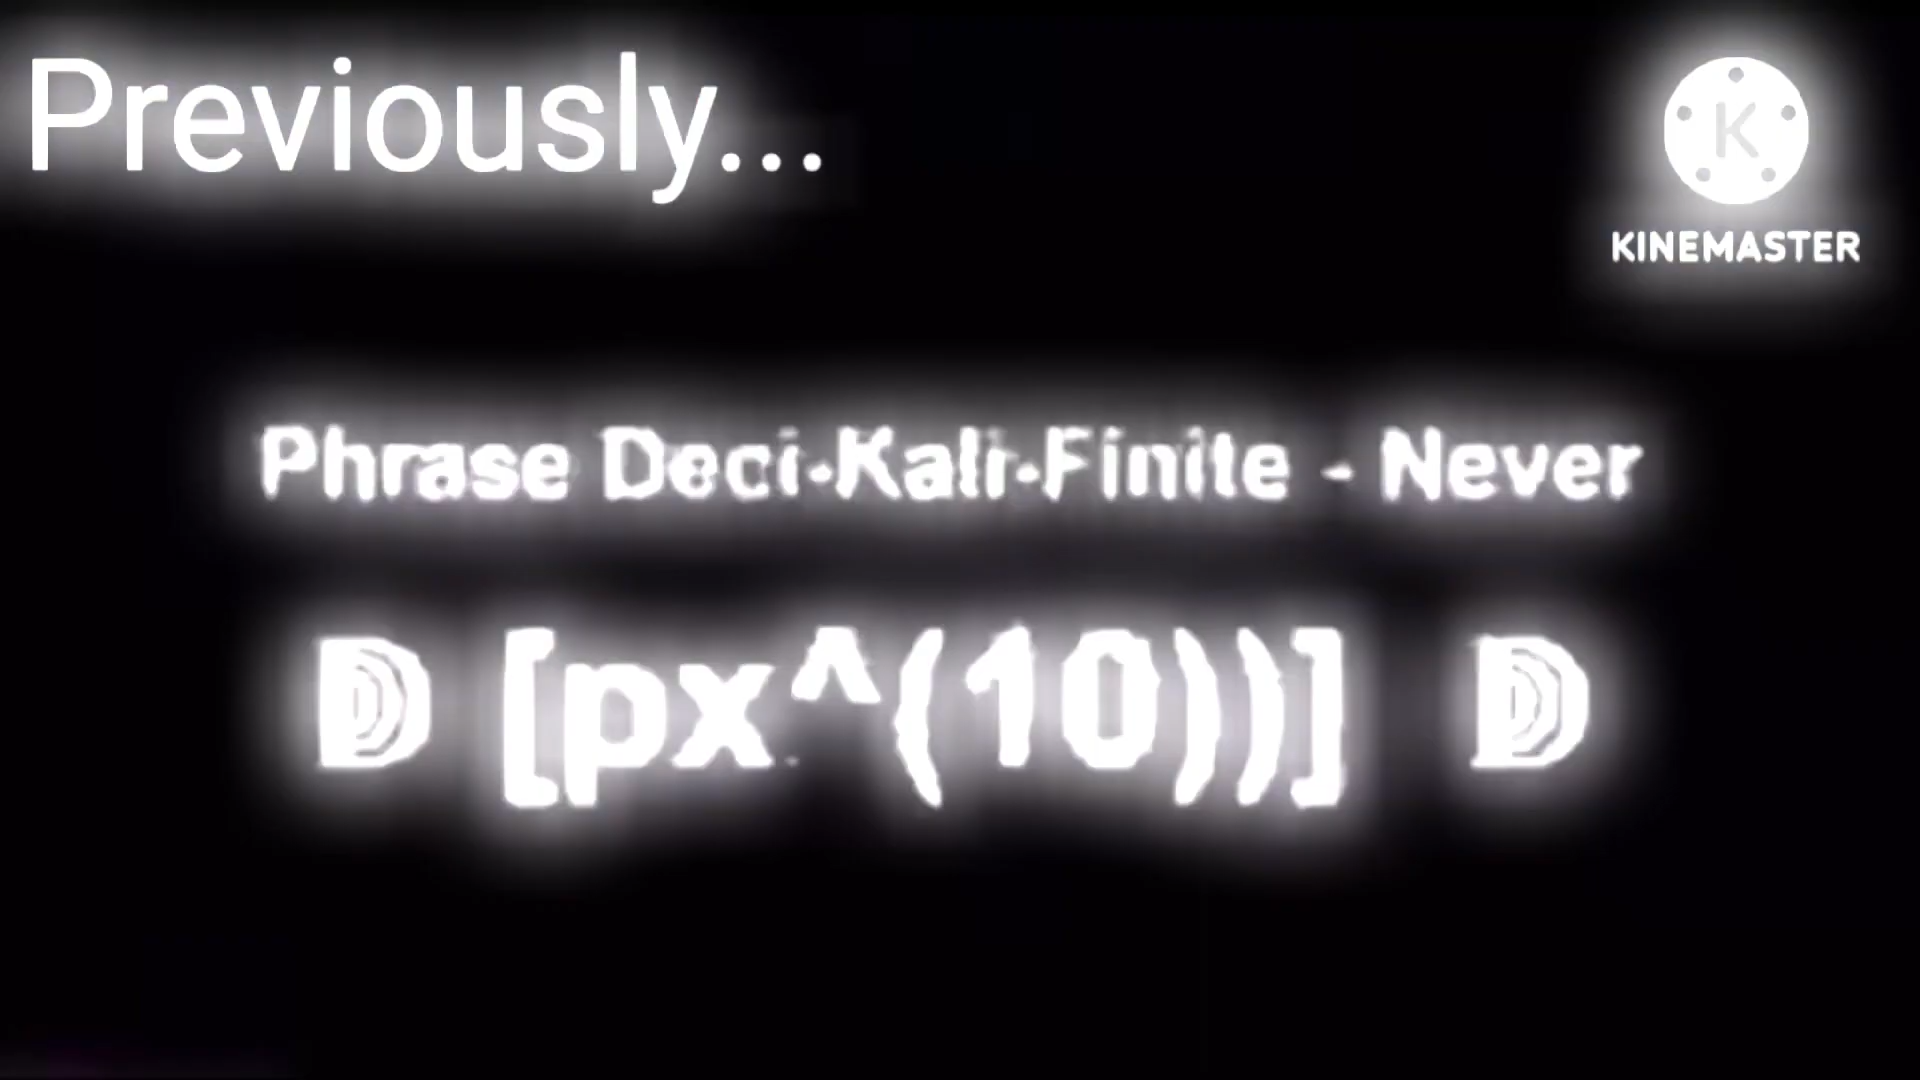 Previously...
K
KINEMASTER
Phrase Deci-Kali-Finite - Never
D [px^(10))] D